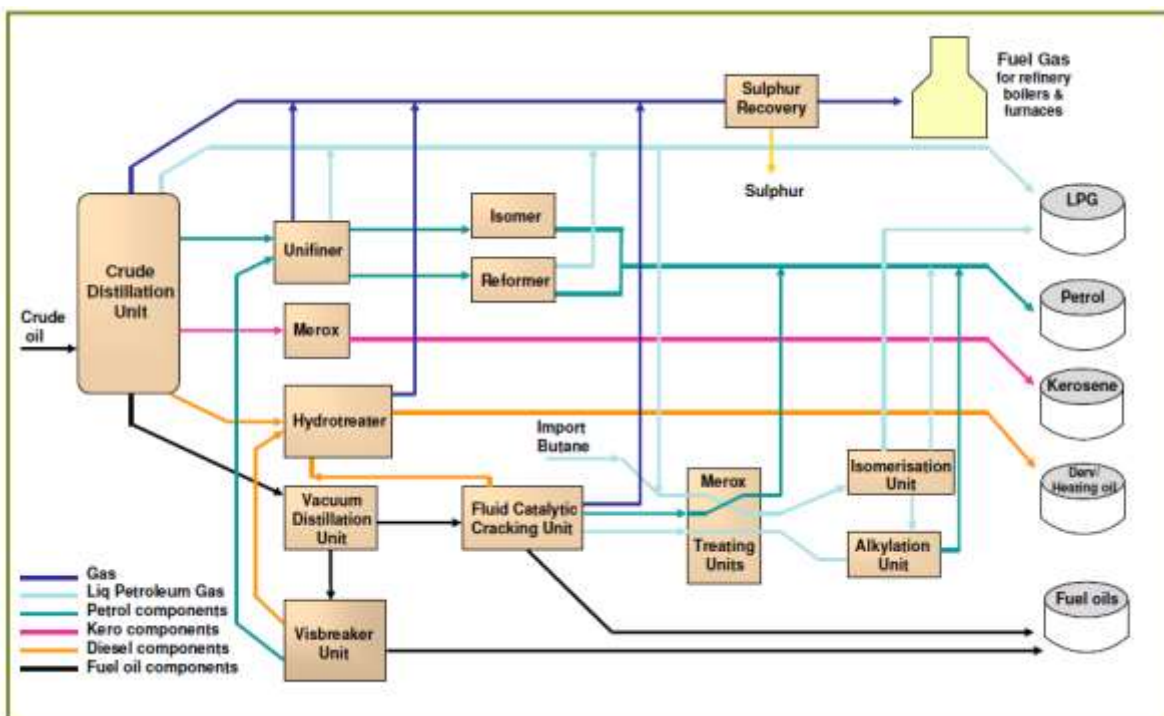 Fuel Gas
for refinery
boilers &
furnaces
Sulphur
Recovery
Sulphur
LPG
Isomer
Unifiner
Crude
Distillation
Unit
Reformer
Petrol
Crude
oil
Merox
Kerosene
Hydrotreater
Import
Butane
Isomerisation
Unit
Merox
Treating
Units
Derv/
Heating oil
Vacuum
Distillation
Unit
Fluid Catalytic
Cracking Unit
Alkylation
Unit
Fuel oils
Visbreaker
Unit
Gas
Liq Petroleum Gas
Petrol components
Kero components
Diesel components
Fuel oil components